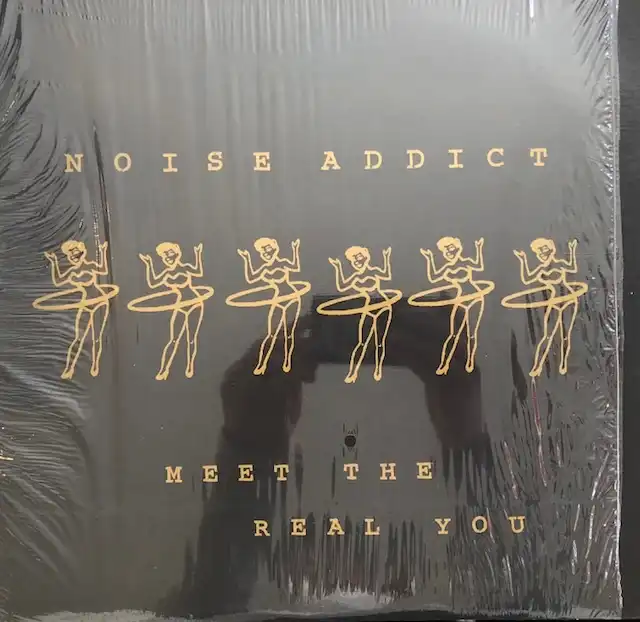 NOISE ADDICT
MEET THE
REAL YOU